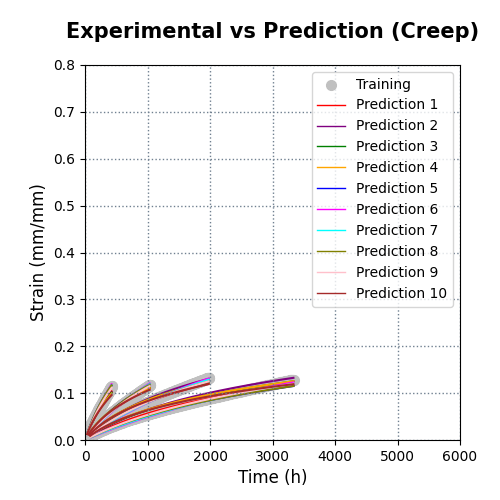 Experimental vs Prediction (Creep)
0.8
0.7
0.6
0.5
0.4
0.3
0.2
0.1
0.0
Strain (mm/mm)
Training
Prediction 1
Prediction 2
Prediction 3
Prediction 4
Prediction 5
Prediction 6
Prediction 7
Prediction 8
Prediction 9
Prediction 10
0 1000 2000 3000 4000 5000 6000
Time (h)